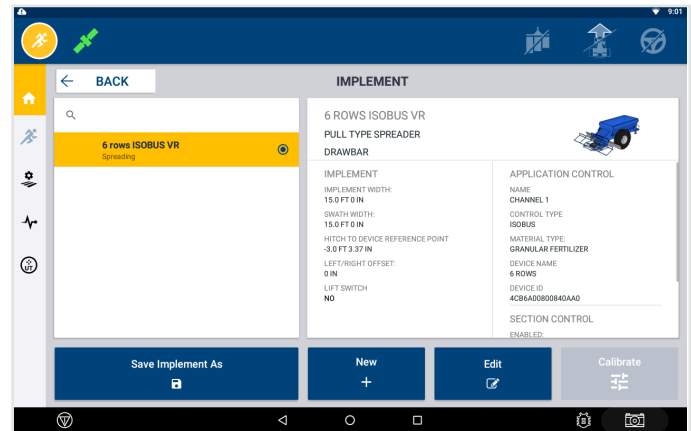 9:01
BACK
IMPLEMENT
6 rows ISOBUS VR
Spreading
6 ROWS ISOBUS VR
PULL TYPE SPREADER
DRAWBAR
IMPLEMENT
IMPLEMENT WIDTH:
15.0 FT 0 IN
SWATH WIDTH:
15.0 FT 0 IN
HITCH TO DEVICE REFERENCE POINT
-3.0 FT 3.37 IN
LEFT/RIGHT OFFSET:
0 IN
LIFT SWITCH
NO
APPLICATION CONTROL
NAME
CHANNEL 1
CONTROL TYPE
ISOBUS
MATERIAL TYPE:
GRANULAR FERTILIZER
DEVICE NAME
6 ROWS
DEVICE ID
4CB6A00800840AA0
SECTION CONTROL
ENABLED:
UT
Save Implement As
New
Edit
Calibrate